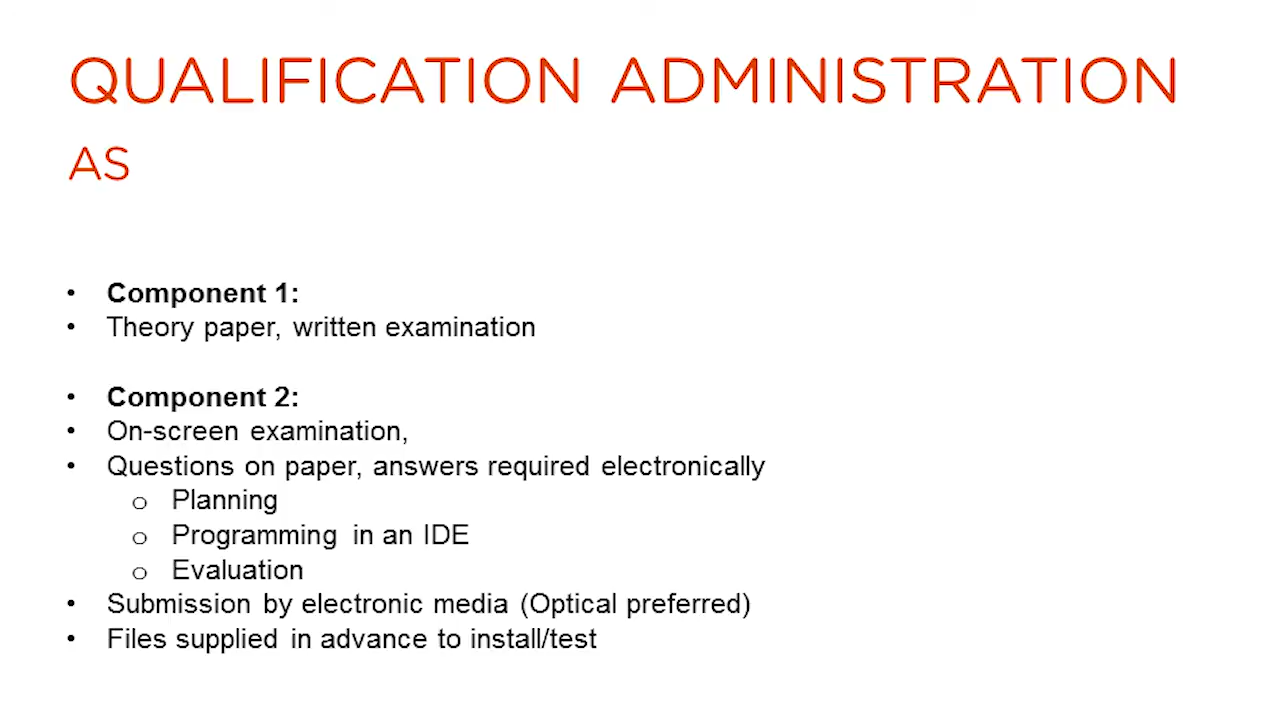 QUALIFICATION ADMINISTRATION
AS
• Component 1:
• Theory paper, written examination
• Component 2:
• On-screen examination,
• Questions on paper, answers required electronically
o Planning
o Programming in an IDE
o Evaluation
• Submission by electronic media (Optical preferred)
• Files supplied in advance to install/test